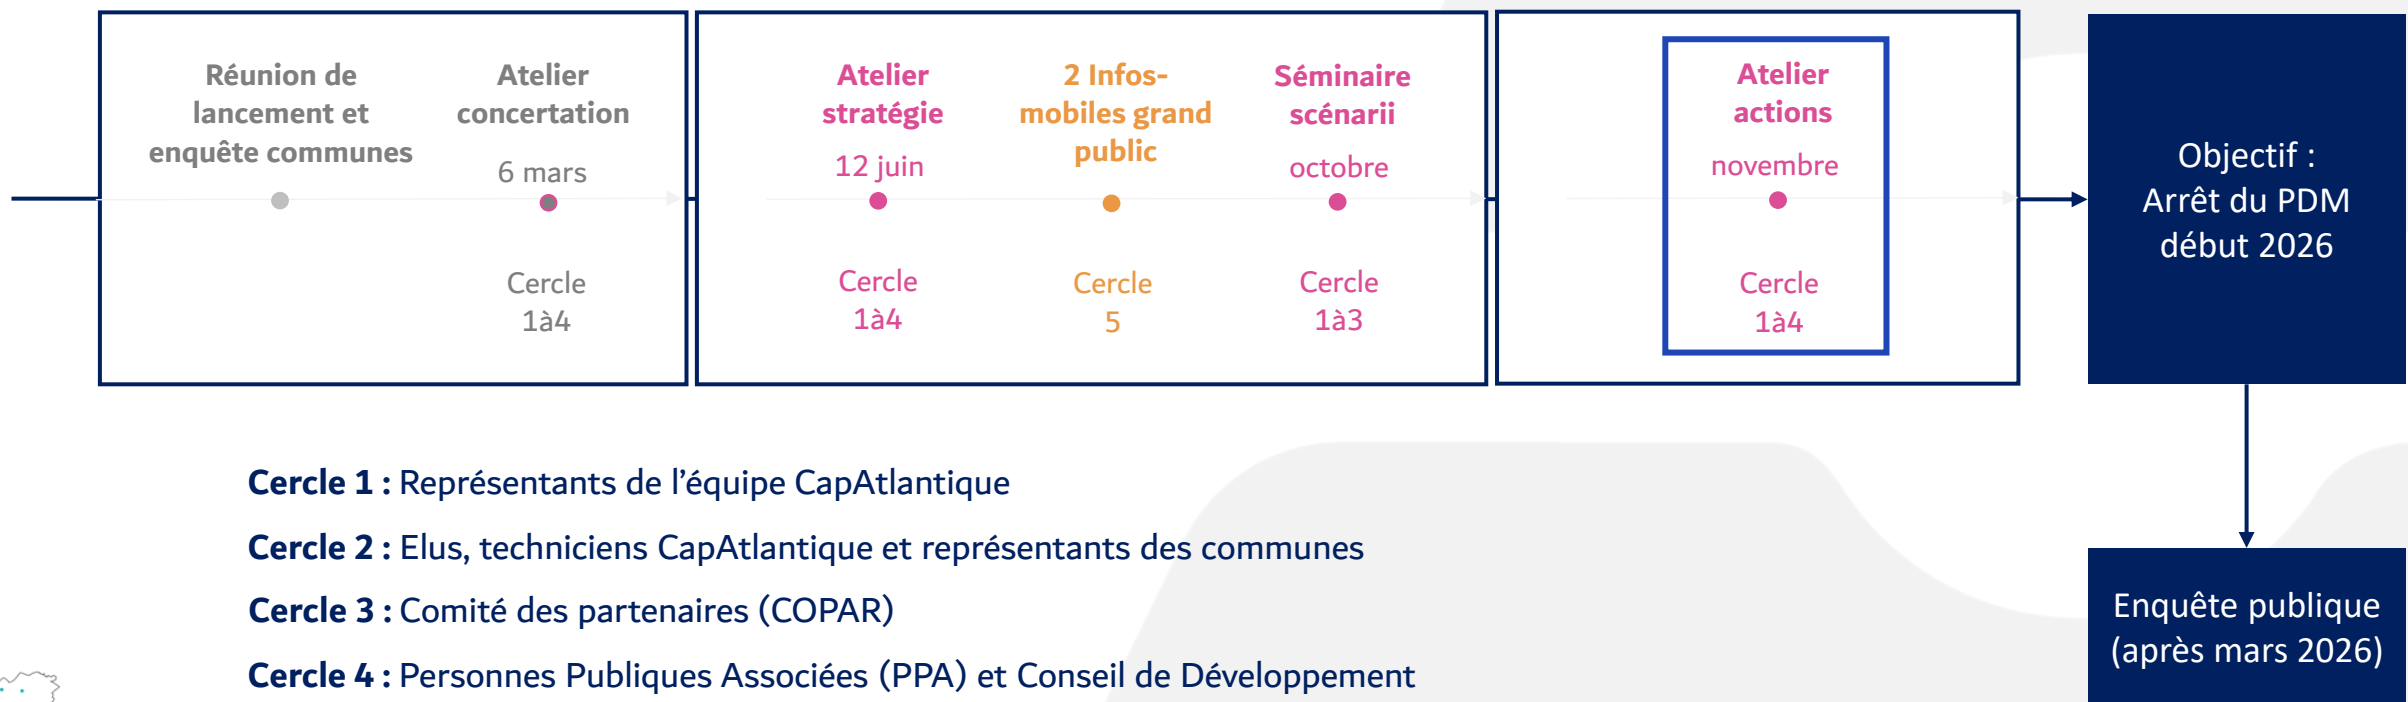 Réunion de
lancement et
enquête communes
Atelier
concertation
6 mars
Cercle
1à4
Atelier
stratégie
12 juin
Cercle
1à4
2 Infos-
mobiles grand
public
Cercle
5
Séminaire
scénarii
octobre
Cercle
1à3
Atelier
actions
novembre
Cercle
1à4
Objectif :
Arrêt du PDM
début 2026
Enquête publique
(après mars 2026)
Cercle 1 : Représentants de l’équipe CapAtlantique
Cercle 2 : Elus, techniciens CapAtlantique et représentants des communes
Cercle 3 : Comité des partenaires (COPAR)
Cercle 4 : Personnes Publiques Associées (PPA) et Conseil de Développement